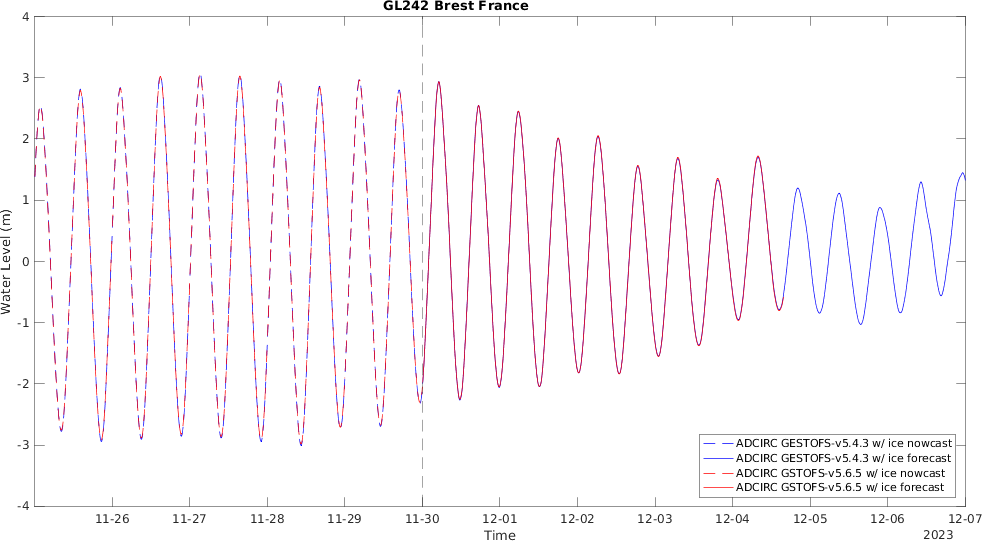 GL242 Brest France
4
3
2
1
0
-1
-2
-3
-4
Water Level (m)
ADCIRC GESTOFS-v5.4.3 w/ ice nowcast
ADCIRC GESTOFS-v5.4.3 w/ ice forecast
ADCIRC GSTOFS-v5.6.5 w/ ice nowcast
ADCIRC GSTOFS-v5.6.5 w/ ice forecast
11-26 11-27 11-28 11-29 11-30 12-01 12-02 12-03 12-04 12-05 12-06 12-07
Time
2023